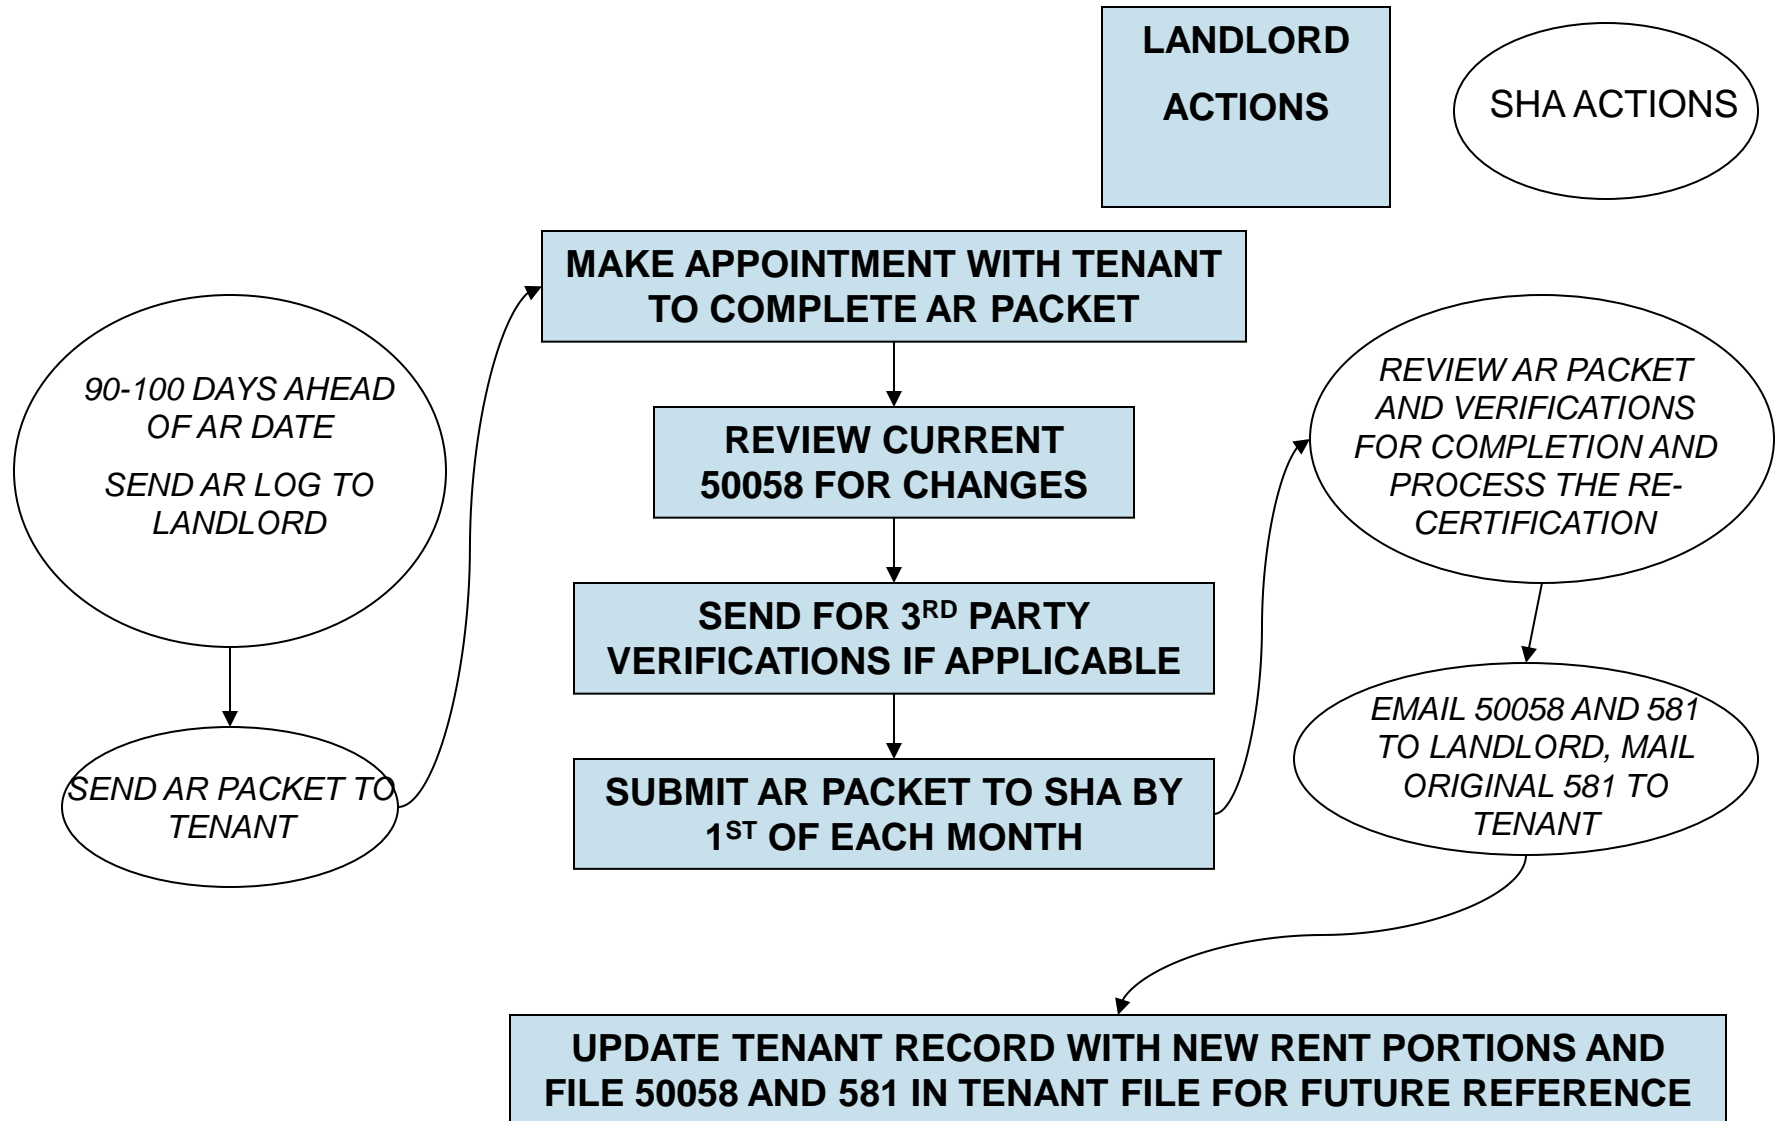 LANDLORD
ACTIONS
SHA ACTIONS
90-100 DAYS AHEAD
OF AR DATE
SEND AR LOG TO
LANDLORD
SEND AR PACKET TO
TENANT
MAKE APPOINTMENT WITH TENANT
TO COMPLETE AR PACKET
REVIEW CURRENT
50058 FOR CHANGES
SEND FOR 3RD PARTY
VERIFICATIONS IF APPLICABLE
SUBMIT AR PACKET TO SHA BY
1ST OF EACH MONTH
REVIEW AR PACKET
AND VERIFICATIONS
FOR COMPLETION AND
PROCESS THE RE-
CERTIFICATION
EMAIL 50058 AND 581
TO LANDLORD, MAIL
ORIGINAL 581 TO
TENANT
UPDATE TENANT RECORD WITH NEW RENT PORTIONS AND
FILE 50058 AND 581 IN TENANT FILE FOR FUTURE REFERENCE